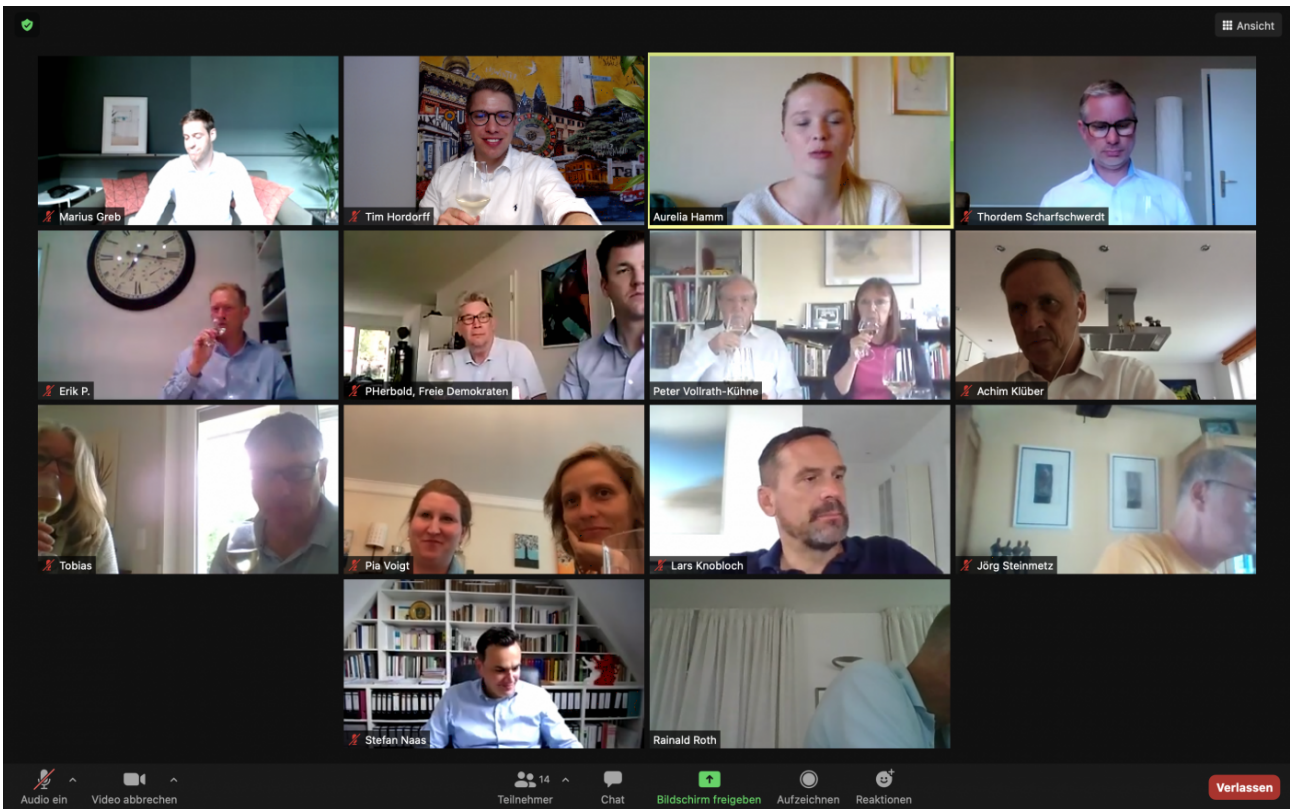 Ansicht
Marius Greb
Tim Hordorff
Aurelia Hamm
Thordem Scharfschwerdt
Erik P.
PHerbold, Freie Demokraten
Peter Vollrath-Kühne
Achim Klüber
Tobias
Pia Voigt
Lars Knobloch
Jörg Steinmetz
Stefan Naas
Rainald Roth
14
Audio ein
Video abbrechen
Teilnehmer
Chat
Bildschirm freigeben
Aufzeichnen
Reaktionen
Verlassen